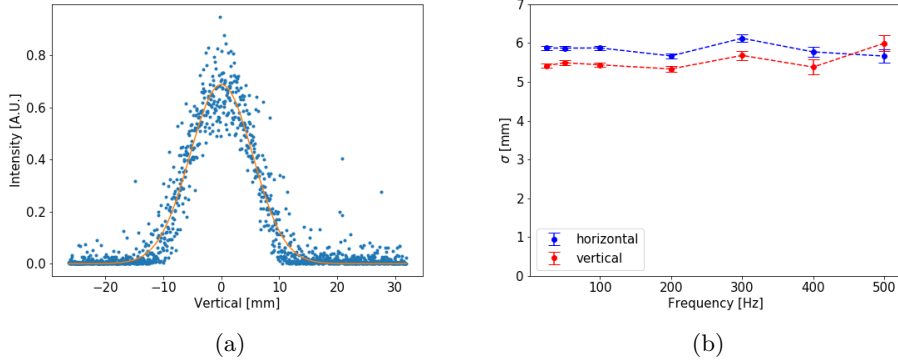 0.8
0.6
0.4
0.2
0.0
Intensity [A.U.]
−20 −10 0 10 20 30
Vertical [mm]
(a)
7
6
5
4
3
2
1
0
σ [mm]
horizontal
vertical
100 200 300 400 500
Frequency [Hz]
(b)